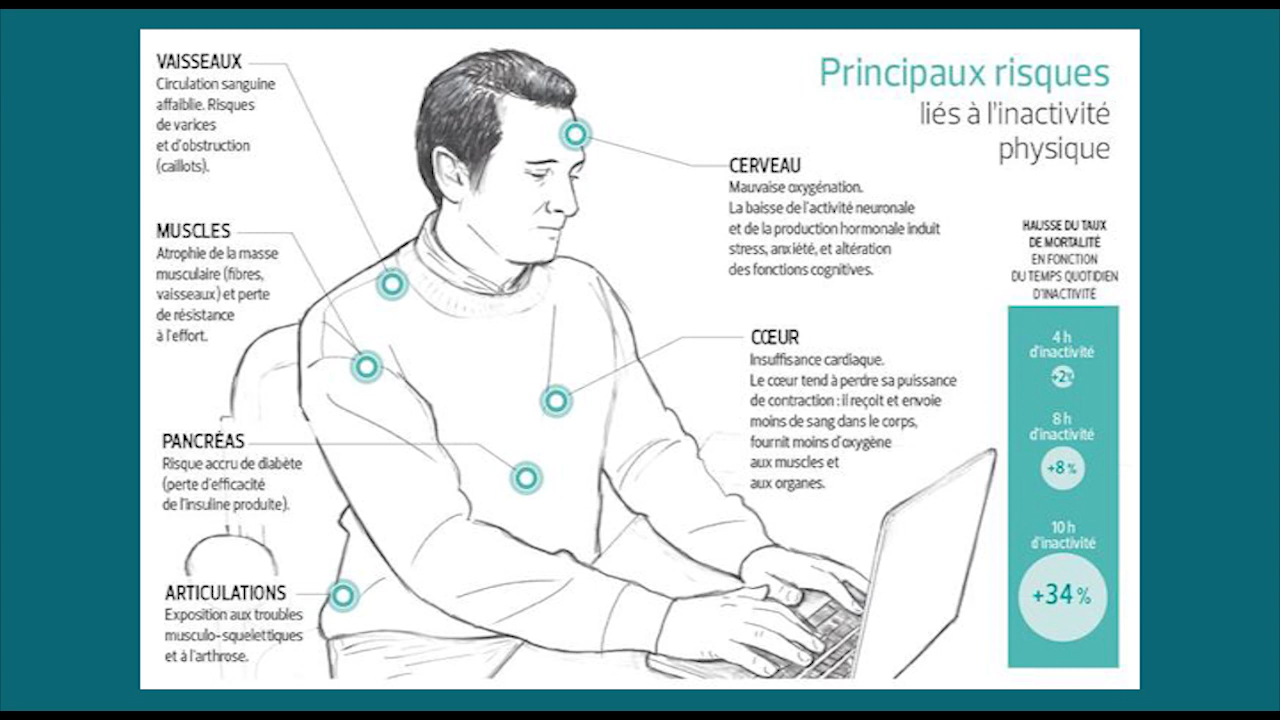 Principaux risques
liés à l'inactivité
physique
VAISSEAUX
Circulation sanguine
affaiblie. Risques
de varices
et d'obstruction
(caillots).
MUSCLES
Atrophie de la masse
musculaire (fibres,
vaisseaux) et perte
de résistance
à l'effort.
PANCRÉAS
Risque accru de diabète
(perte d'efficacité
de l'insuline produite).
ARTICULATIONS
Exposition aux troubles
musculo-squelettiques
et à l'arthrose.
CERVEAU
Mauvaise oxygénation.
La baisse de l'activité neuronale
et de la production hormonale induit
stress, anxiété, et altération
des fonctions cognitives.
CŒUR
Insuffisance cardiaque.
Le cœur tend à perdre sa puissance
de contraction : il reçoit et envoie
moins de sang dans le corps,
fournit moins d'oxygène
aux muscles et
aux organes.
HAUSSE DU TAUX
DE MORTALITÉ
EN FONCTION
DU TEMPS QUOTIDIEN
D'INACTIVITÉ
4 h
d'inactivité
+2%
8 h
d'inactivité
+8 %
10 h
d'inactivité
+34 %